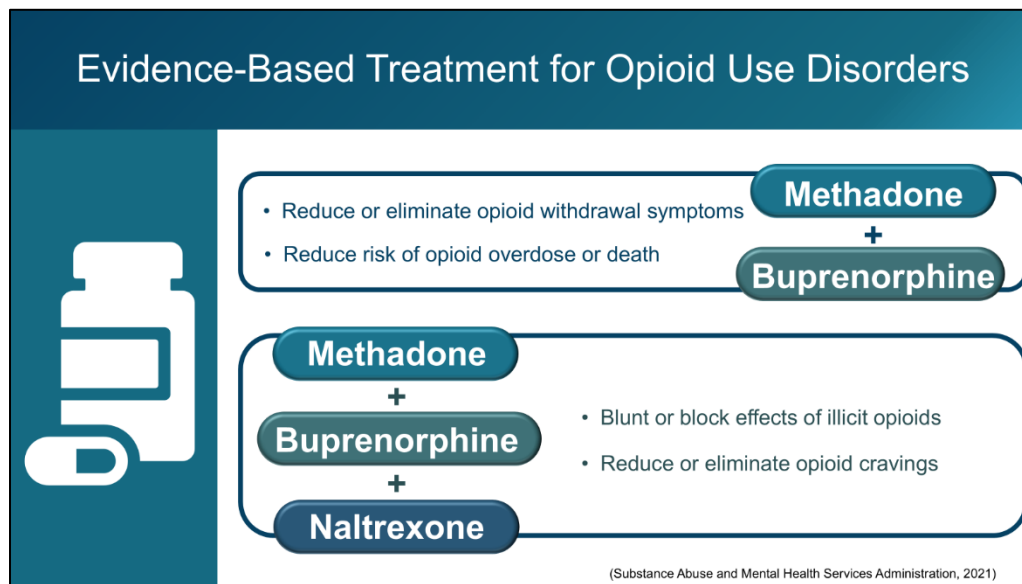 Evidence-Based Treatment for Opioid Use Disorders
• Reduce or eliminate opioid withdrawal symptoms
• Reduce risk of opioid overdose or death
Methadone
+
Buprenorphine
Methadone
+
Buprenorphine
+
Naltrexone
• Blunt or block effects of illicit opioids
• Reduce or eliminate opioid cravings
(Substance Abuse and Mental Health Services Administration, 2021)